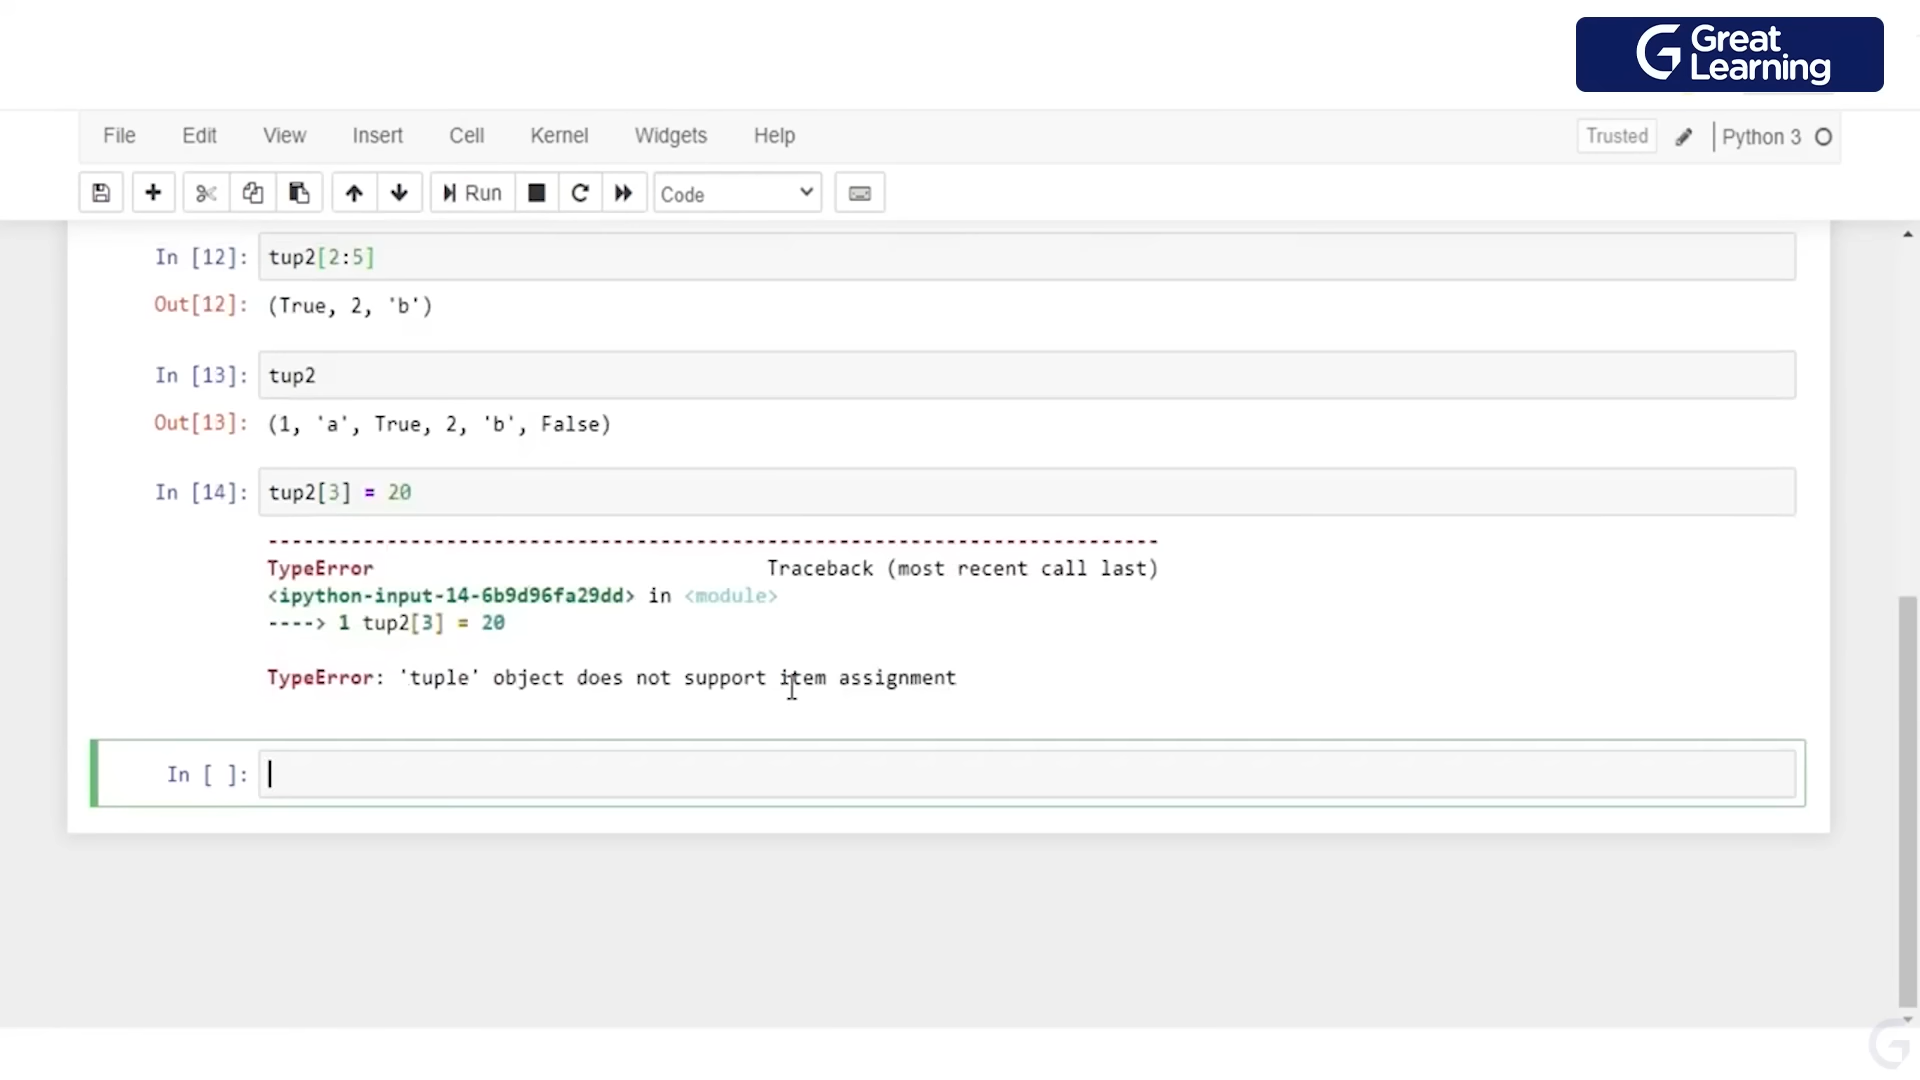 Great
Learning
File Edit View Insert Cell Kernel Widgets Help Trusted Python 3
Run Code
In [12]: tup2[2:5]
Out[12]: (True, 2, 'b')
In [13]: tup2
Out[13]: (1, 'a', True, 2, 'b', False)
In [14]: tup2[3] = 20
---------------------------------------------------------------------------
TypeError Traceback (most recent call last)
<ipython-input-14-6b9d96fa29dd> in <module>
----> 1 tup2[3] = 20
TypeError: 'tuple' object does not support item assignment
In [ ]: